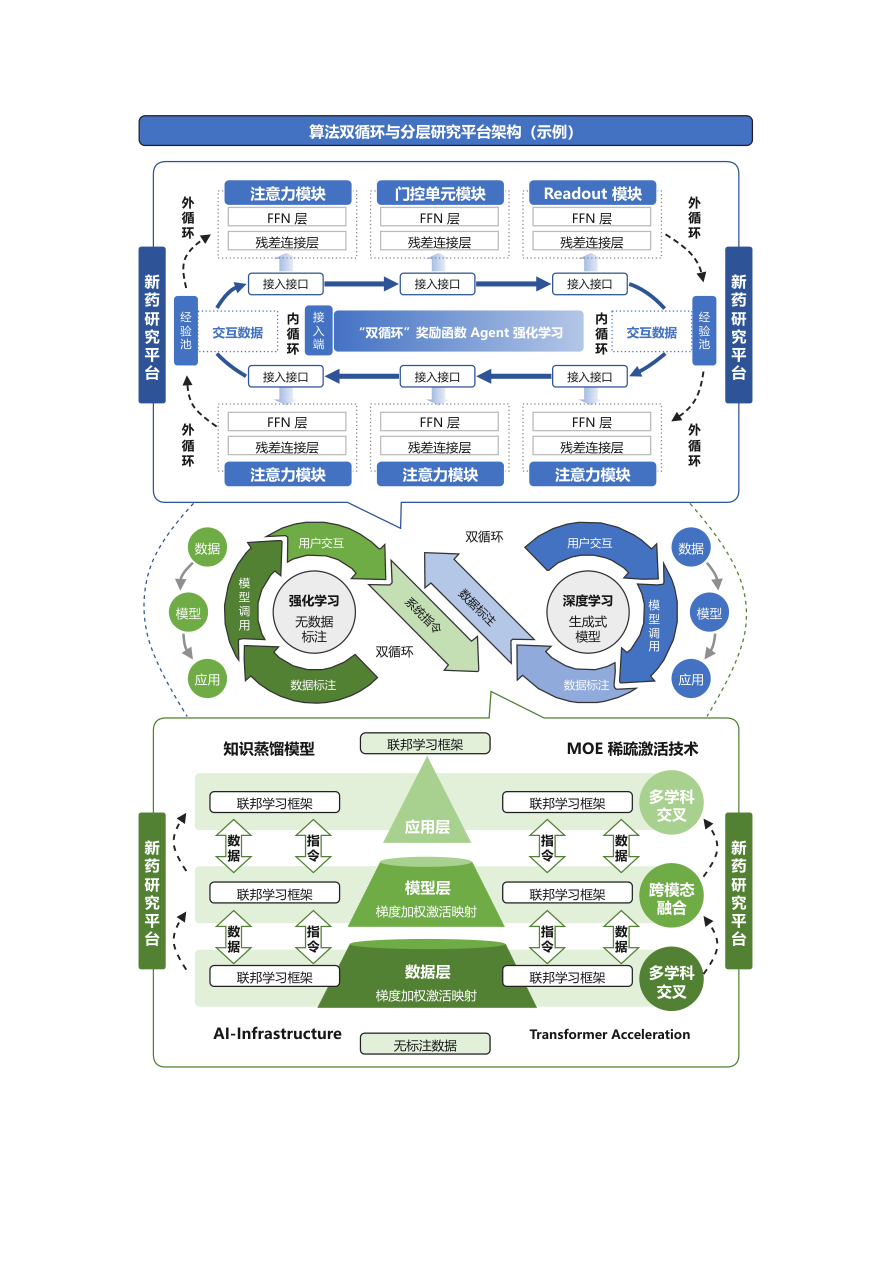 算法双循环与分层研究平台架构（示例）
外循环
注意力模块
FFN 层
残差连接层
门控单元模块
FFN 层
残差连接层
Readout 模块
FFN 层
残差连接层
外循环
接入接口
接入接口
接入接口
新药研究平台
经验池
交互数据
内循环
接入端
“双循环”奖励函数 Agent 强化学习
内循环
交互数据
经验池
新药研究平台
接入接口
接入接口
接入接口
外循环
FFN 层
残差连接层
注意力模块
FFN 层
残差连接层
注意力模块
FFN 层
残差连接层
注意力模块
外循环
数据
模型
应用
用户交互
模型调用
强化学习
无数据
标注
数据标注
系统指令
双循环
双循环
数据标注
用户交互
深度学习
生成式
模型
模型调用
数据标注
数据
模型
应用
知识蒸馏模型
联邦学习框架
MOE 稀疏激活技术
联邦学习框架
应用层
联邦学习框架
多学科
交叉
数据
指令
指令
数据
新药研究平台
联邦学习框架
模型层
梯度加权激活映射
联邦学习框架
跨模态
融合
新药研究平台
数据
指令
指令
数据
联邦学习框架
数据层
梯度加权激活映射
联邦学习框架
多学科
交叉
AI-Infrastructure
无标注数据
Transformer Acceleration